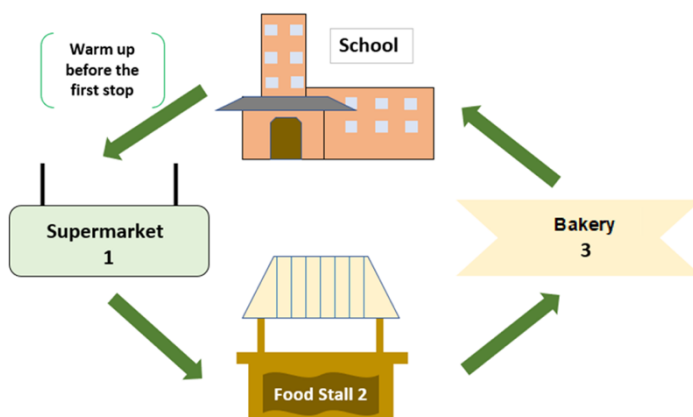 School
Warm up
before the
first stop
Supermarket
1
Bakery
3
Food Stall 2